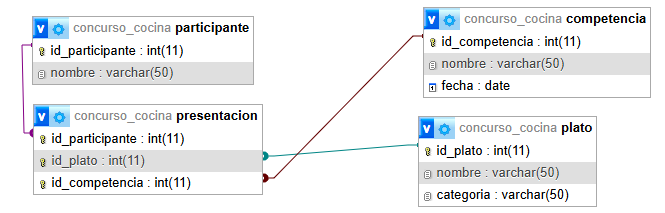 v concurso_cocina participante
id_participante : int(11)
nombre : varchar(50)
v concurso_cocina presentacion
id_participante : int(11)
id_plato : int(11)
id_competencia : int(11)
v concurso_cocina competencia
id_competencia : int(11)
nombre : varchar(50)
fecha : date
v concurso_cocina plato
id_plato : int(11)
nombre : varchar(50)
categoria : varchar(50)